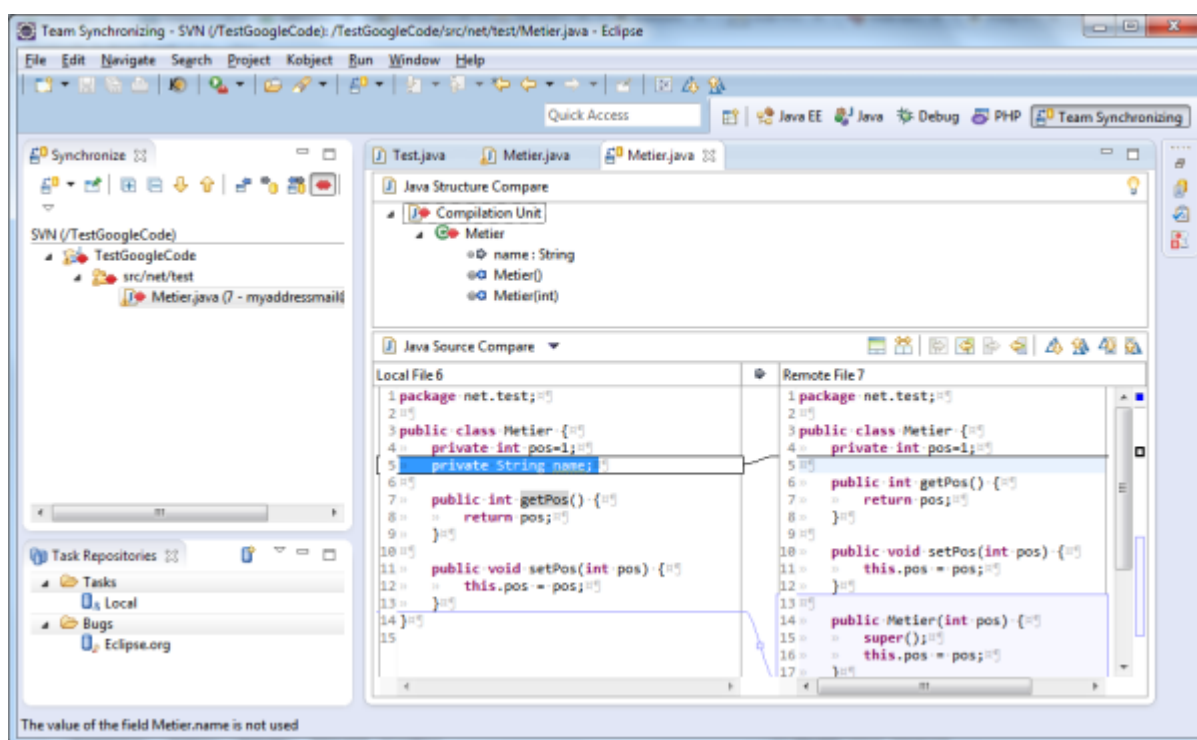 Team Synchronizing - SVN (/TestGoogleCode): /TestGoogleCode/src/net/test/Metier.java - Eclipse
File Edit Navigate Search Project Kobject Run Window Help
Quick Access
Java EE Java Debug PHP Team Synchronizing
Synchronize
SVN (/TestGoogleCode)
TestGoogleCode
src/net/test
Metier.java (7 - myaddressmail
Task Repositories
Tasks
Local
Bugs
Eclipse.org
Test.java Metier.java Metier.java
Java Structure Compare
Compilation Unit
Metier
name : String
Metier()
Metier(int)
Java Source Compare
Local File 6
1 package net.test;
2
3 public class Metier {
4 private int pos=1;
5 private String name;
6
7 public int getPos() {
8 return pos;
9 }
10
11 public void setPos(int pos) {
12 this.pos = pos;
13 }
14 }
15
Remote File 7
1 package net.test;
2
3 public class Metier {
4 private int pos=1;
5
6 public int getPos() {
7 return pos;
8 }
9
10 public void setPos(int pos) {
11 this.pos = pos;
12 }
13
14 public Metier(int pos) {
15 super();
16 this.pos = pos;
17 }
The value of the field Metier.name is not used